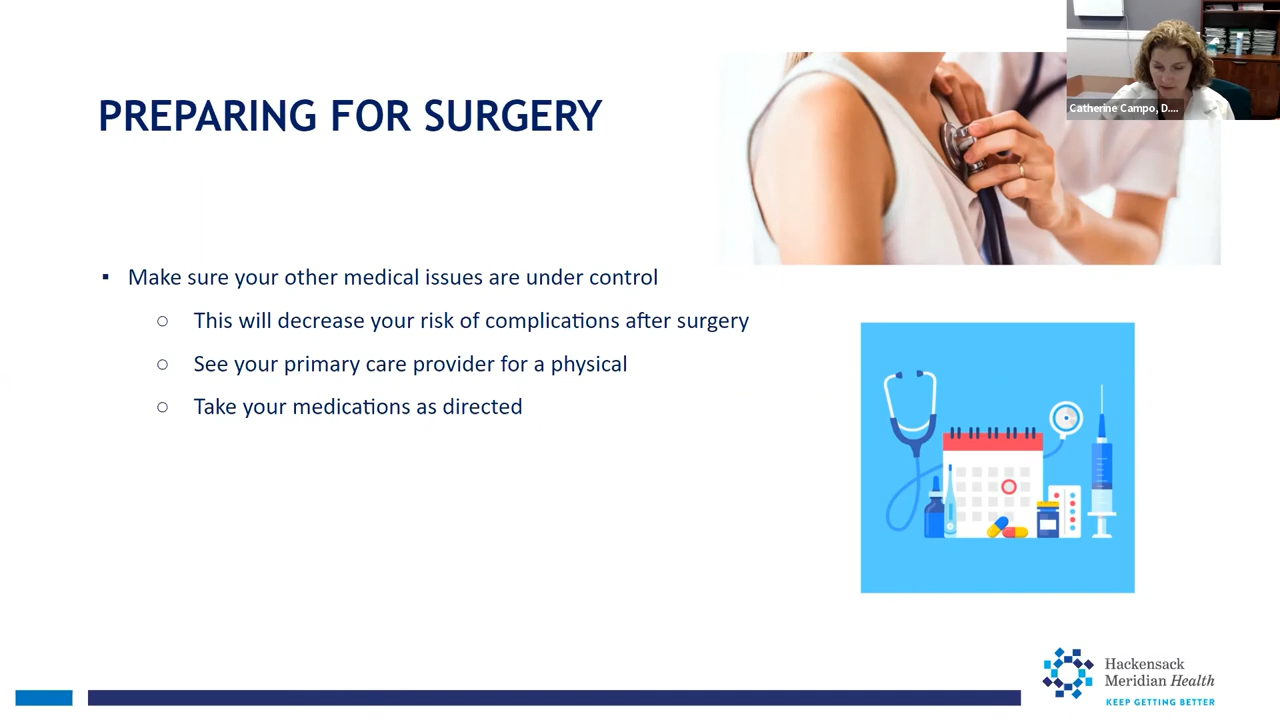 Catherine Campo, D....
PREPARING FOR SURGERY
▪ Make sure your other medical issues are under control
○ This will decrease your risk of complications after surgery
○ See your primary care provider for a physical
○ Take your medications as directed
Hackensack
Meridian Health
KEEP GETTING BETTER